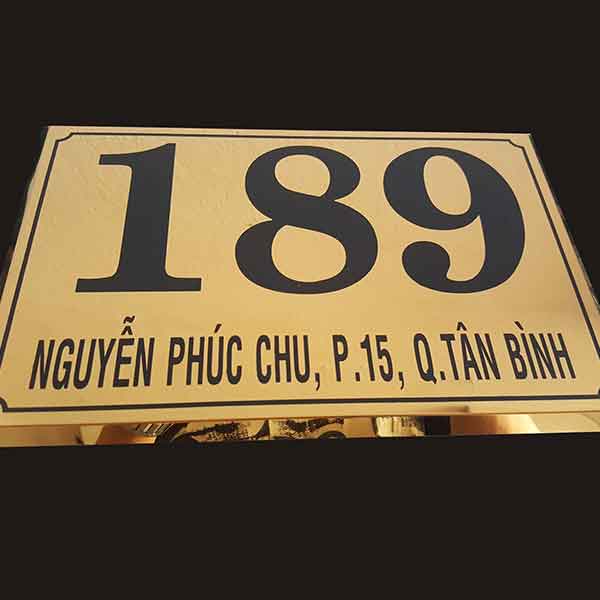 189
NGUYỄN PHÚC CHU, P.15, Q.TÂN BÌNH